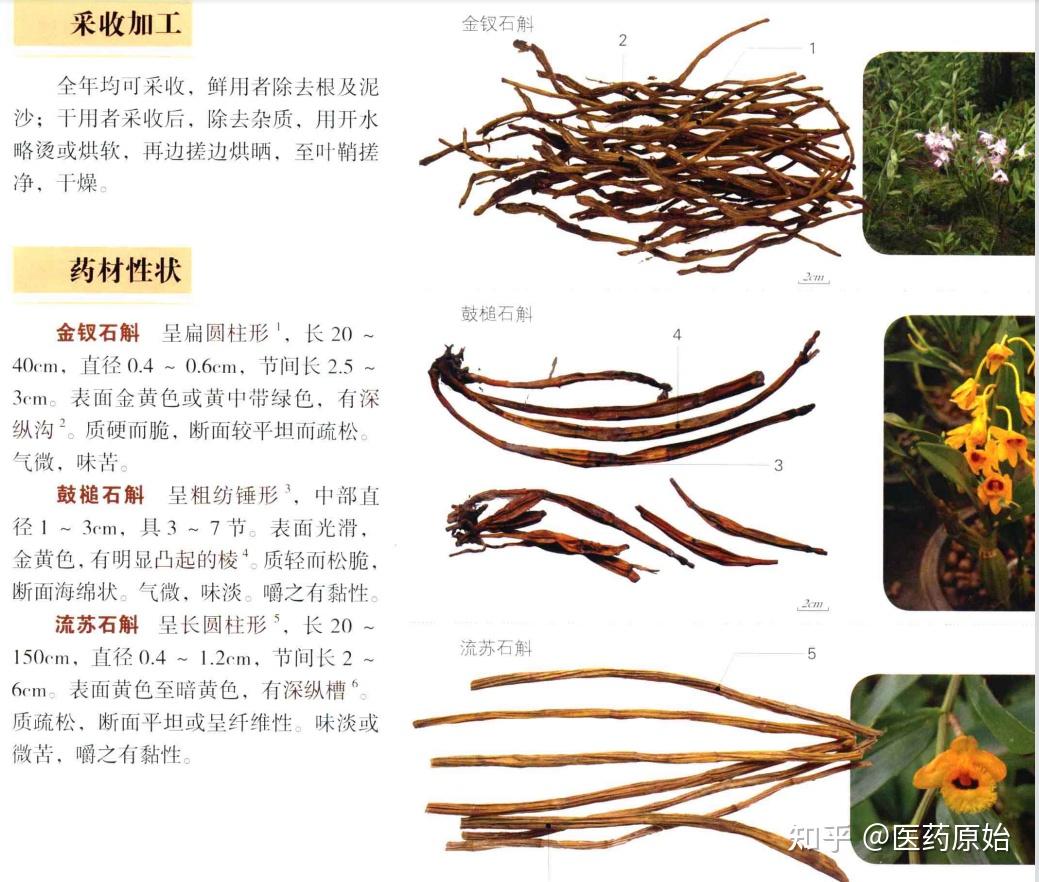 采收加工
全年均可采收，鲜用者除去根及泥
沙；干用者采收后，除去杂质，用开水
略烫或烘软，再边搓边烘晒，至叶鞘搓
净，干燥。
药材性状
金钗石斛　呈扁圆柱形1，长 20 ~
40cm，直径 0.4 ~ 0.6cm，节间长 2.5 ~
3cm。表面金黄色或黄中带绿色，有深
纵沟2。质硬而脆，断面较平坦而疏松。
气微，味苦。
鼓槌石斛　呈粗纺锤形3，中部直
径 1 ~ 3cm，具 3 ~ 7 节。表面光滑，
金黄色，有明显凸起的棱4。质轻而松脆，
断面海绵状。气微，味淡。嚼之有黏性。
流苏石斛　呈长圆柱形5，长 20 ~
150cm，直径 0.4 ~ 1.2cm，节间长 2 ~
6cm。表面黄色至暗黄色，有深纵槽6。
质疏松，断面平坦或呈纤维性。味淡或
微苦，嚼之有黏性。
金钗石斛
2
1
2cm
鼓槌石斛
4
3
2cm
流苏石斛
5
知乎 @医药原始